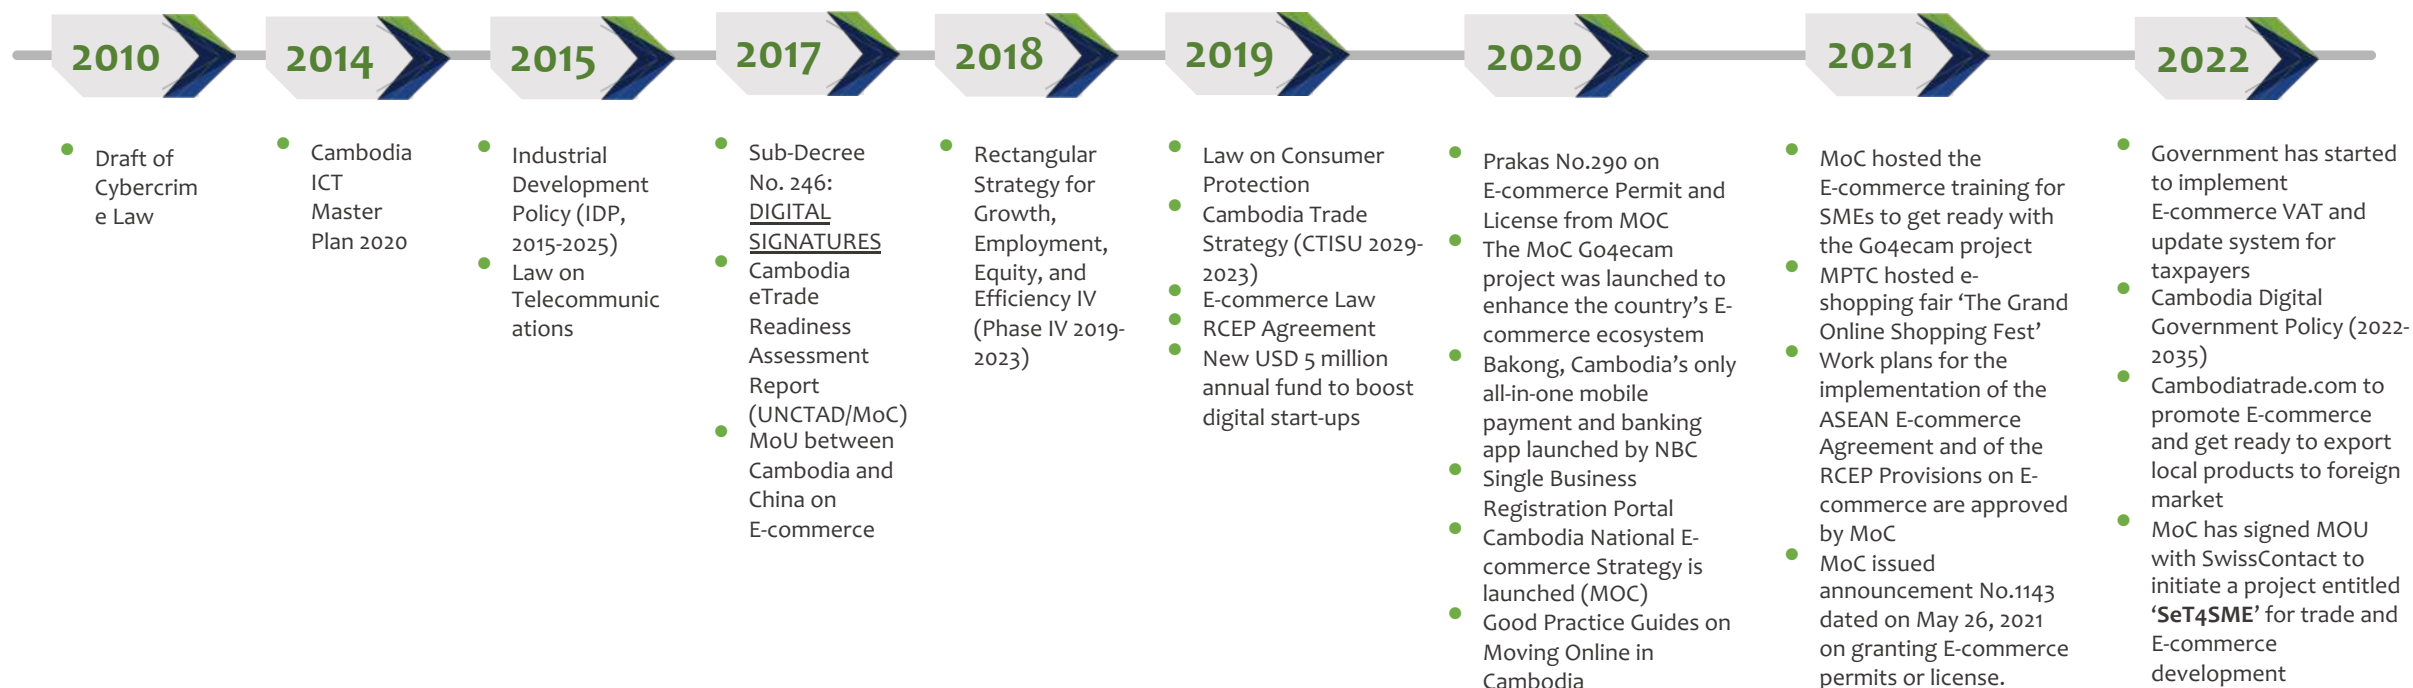 2010
2014
2015
2017
2018
2019
2020
2021
2022
Draft of
Cybercrim
e Law
Cambodia
ICT
Master
Plan 2020
Industrial
Development
Policy (IDP,
2015-2025)
Law on
Telecommunic
ations
Sub-Decree
No. 246:
DIGITAL
SIGNATURES
Cambodia
eTrade
Readiness
Assessment
Report
(UNCTAD/MoC)
MoU between
Cambodia and
China on
E-commerce
Rectangular
Strategy for
Growth,
Employment,
Equity, and
Efficiency IV
(Phase IV 2019-
2023)
Law on Consumer
Protection
Cambodia Trade
Strategy (CTISU 2029-
2023)
E-commerce Law
RCEP Agreement
New USD 5 million
annual fund to boost
digital start-ups
Prakas No.290 on
E-commerce Permit and
License from MOC
The MoC Go4ecam
project was launched to
enhance the country's E-
commerce ecosystem
Bakong, Cambodia's only
all-in-one mobile
payment and banking
app launched by NBC
Single Business
Registration Portal
Cambodia National E-
commerce Strategy is
launched (MOC)
Good Practice Guides on
Moving Online in
Cambodia
MoC hosted the
E-commerce training for
SMEs to get ready with
the Go4ecam project
MPTC hosted e-
shopping fair 'The Grand
Online Shopping Fest'
Work plans for the
implementation of the
ASEAN E-commerce
Agreement and of the
RCEP Provisions on E-
commerce are approved
by MoC
MoC issued
announcement No.1143
dated on May 26, 2021
on granting E-commerce
permits or license.
Government has started
to implement
E-commerce VAT and
update system for
taxpayers
Cambodia Digital
Government Policy (2022-
2035)
Cambodiatrade.com to
promote E-commerce
and get ready to export
local products to foreign
market
MoC has signed MOU
with SwissContact to
initiate a project entitled
'SeT4SME' for trade and
E-commerce
development